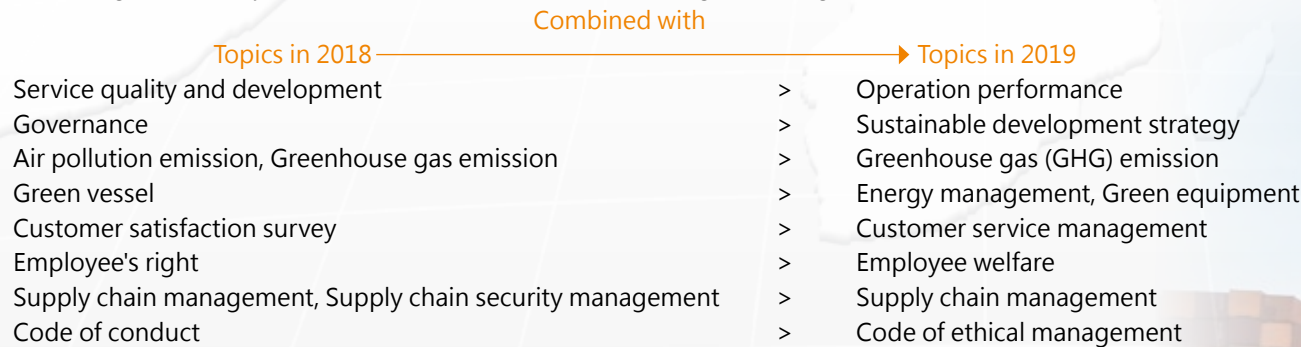 Combined with
Topics in 2018 Topics in 2019
Service quality and development > Operation performance
Governance > Sustainable development strategy
Air pollution emission, Greenhouse gas emission > Greenhouse gas (GHG) emission
Green vessel > Energy management, Green equipment
Customer satisfaction survey > Customer service management
Employee's right > Employee welfare
Supply chain management, Supply chain security management > Supply chain management
Code of conduct > Code of ethical management